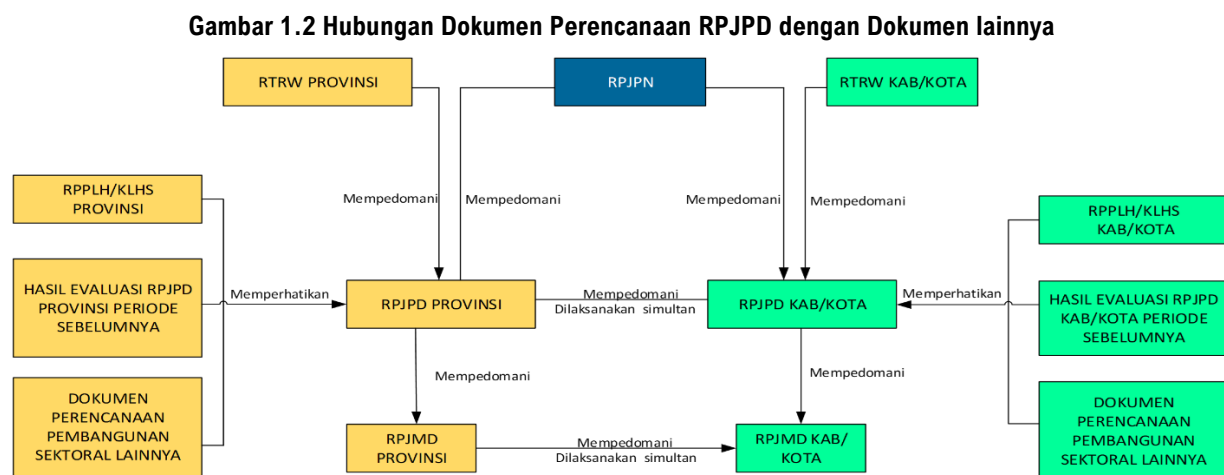 Gambar 1.2 Hubungan Dokumen Perencanaan RPJPD dengan Dokumen lainnya
RTRW PROVINSI
RPJPN
RTRW KAB/KOTA
Mempedomani
Mempedomani
Mempedomani
Mempedomani
RPPLH/KLHS
PROVINSI
RPPLH/KLHS
KAB/KOTA
HASIL EVALUASI RPJPD
PROVINSI PERIODE
SEBELUMNYA
Memperhatikan
RPJPD PROVINSI
Mempedomani
Dilaksanakan simultan
RPJPD KAB/KOTA
Memperhatikan
HASIL EVALUASI RPJPD
KAB/KOTA PERIODE
SEBELUMNYA
Mempedomani
Mempedomani
DOKUMEN
PERENCANAAN
PEMBANGUNAN
SEKTORAL LAINNYA
RPJMD
PROVINSI
Mempedomani
Dilaksanakan simultan
RPJMD KAB/
KOTA
DOKUMEN
PERENCANAAN
PEMBANGUNAN
SEKTORAL LAINNYA